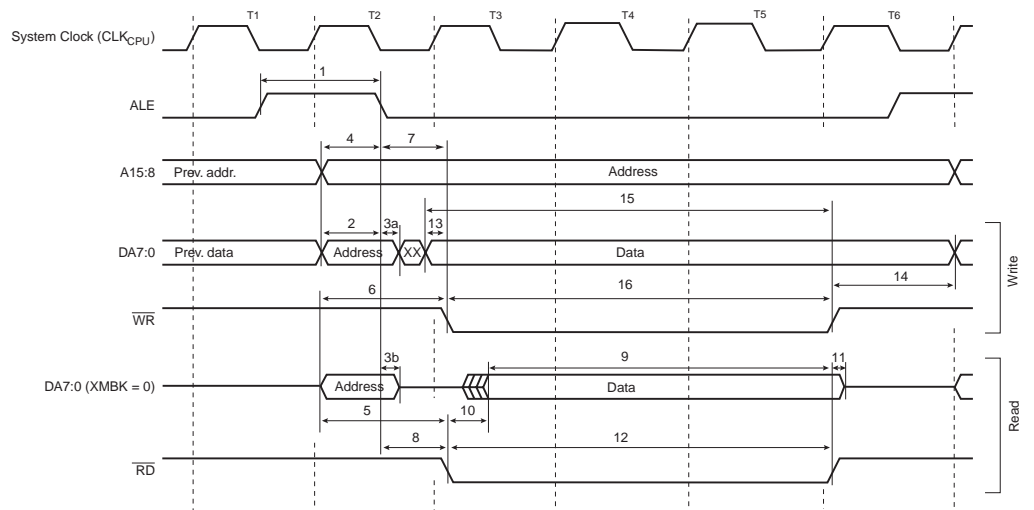 T1 T2 T3 T4 T5 T6
System Clock (CLKCPU)
1
ALE
4 7
A15:8 Prev. addr. Address
15
2 3a 13
DA7:0 Prev. data Address XX Data
14
6 16
WR
Write
3b 9 11
DA7:0 (XMBK = 0) Address Data
5 10
8 12
RD
Read